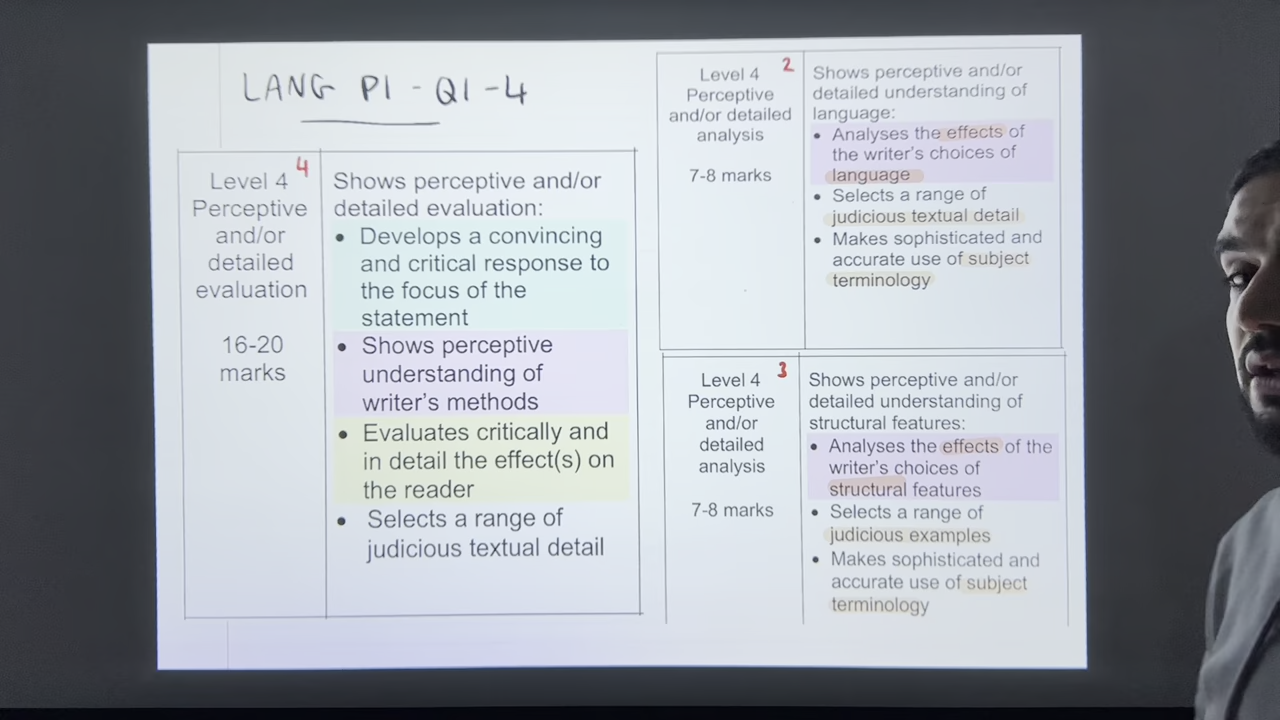 LANG P1 - Q1-4
4
Level 4
Perceptive
and/or
detailed
evaluation
16-20
marks
Shows perceptive and/or
detailed evaluation:
• Develops a convincing
and critical response to
the focus of the
statement
• Shows perceptive
understanding of
writer's methods
• Evaluates critically and
in detail the effect(s) on
the reader
• Selects a range of
judicious textual detail
2
Level 4
Perceptive
and/or detailed
analysis
7-8 marks
Shows perceptive and/or
detailed understanding of
language:
• Analyses the effects of
the writer's choices of
language
• Selects a range of
judicious textual detail
• Makes sophisticated and
accurate use of subject
terminology
3
Level 4
Perceptive
and/or
detailed
analysis
7-8 marks
Shows perceptive and/or
detailed understanding of
structural features:
• Analyses the effects of the
writer's choices of
structural features
• Selects a range of
judicious examples
• Makes sophisticated and
accurate use of subject
terminology